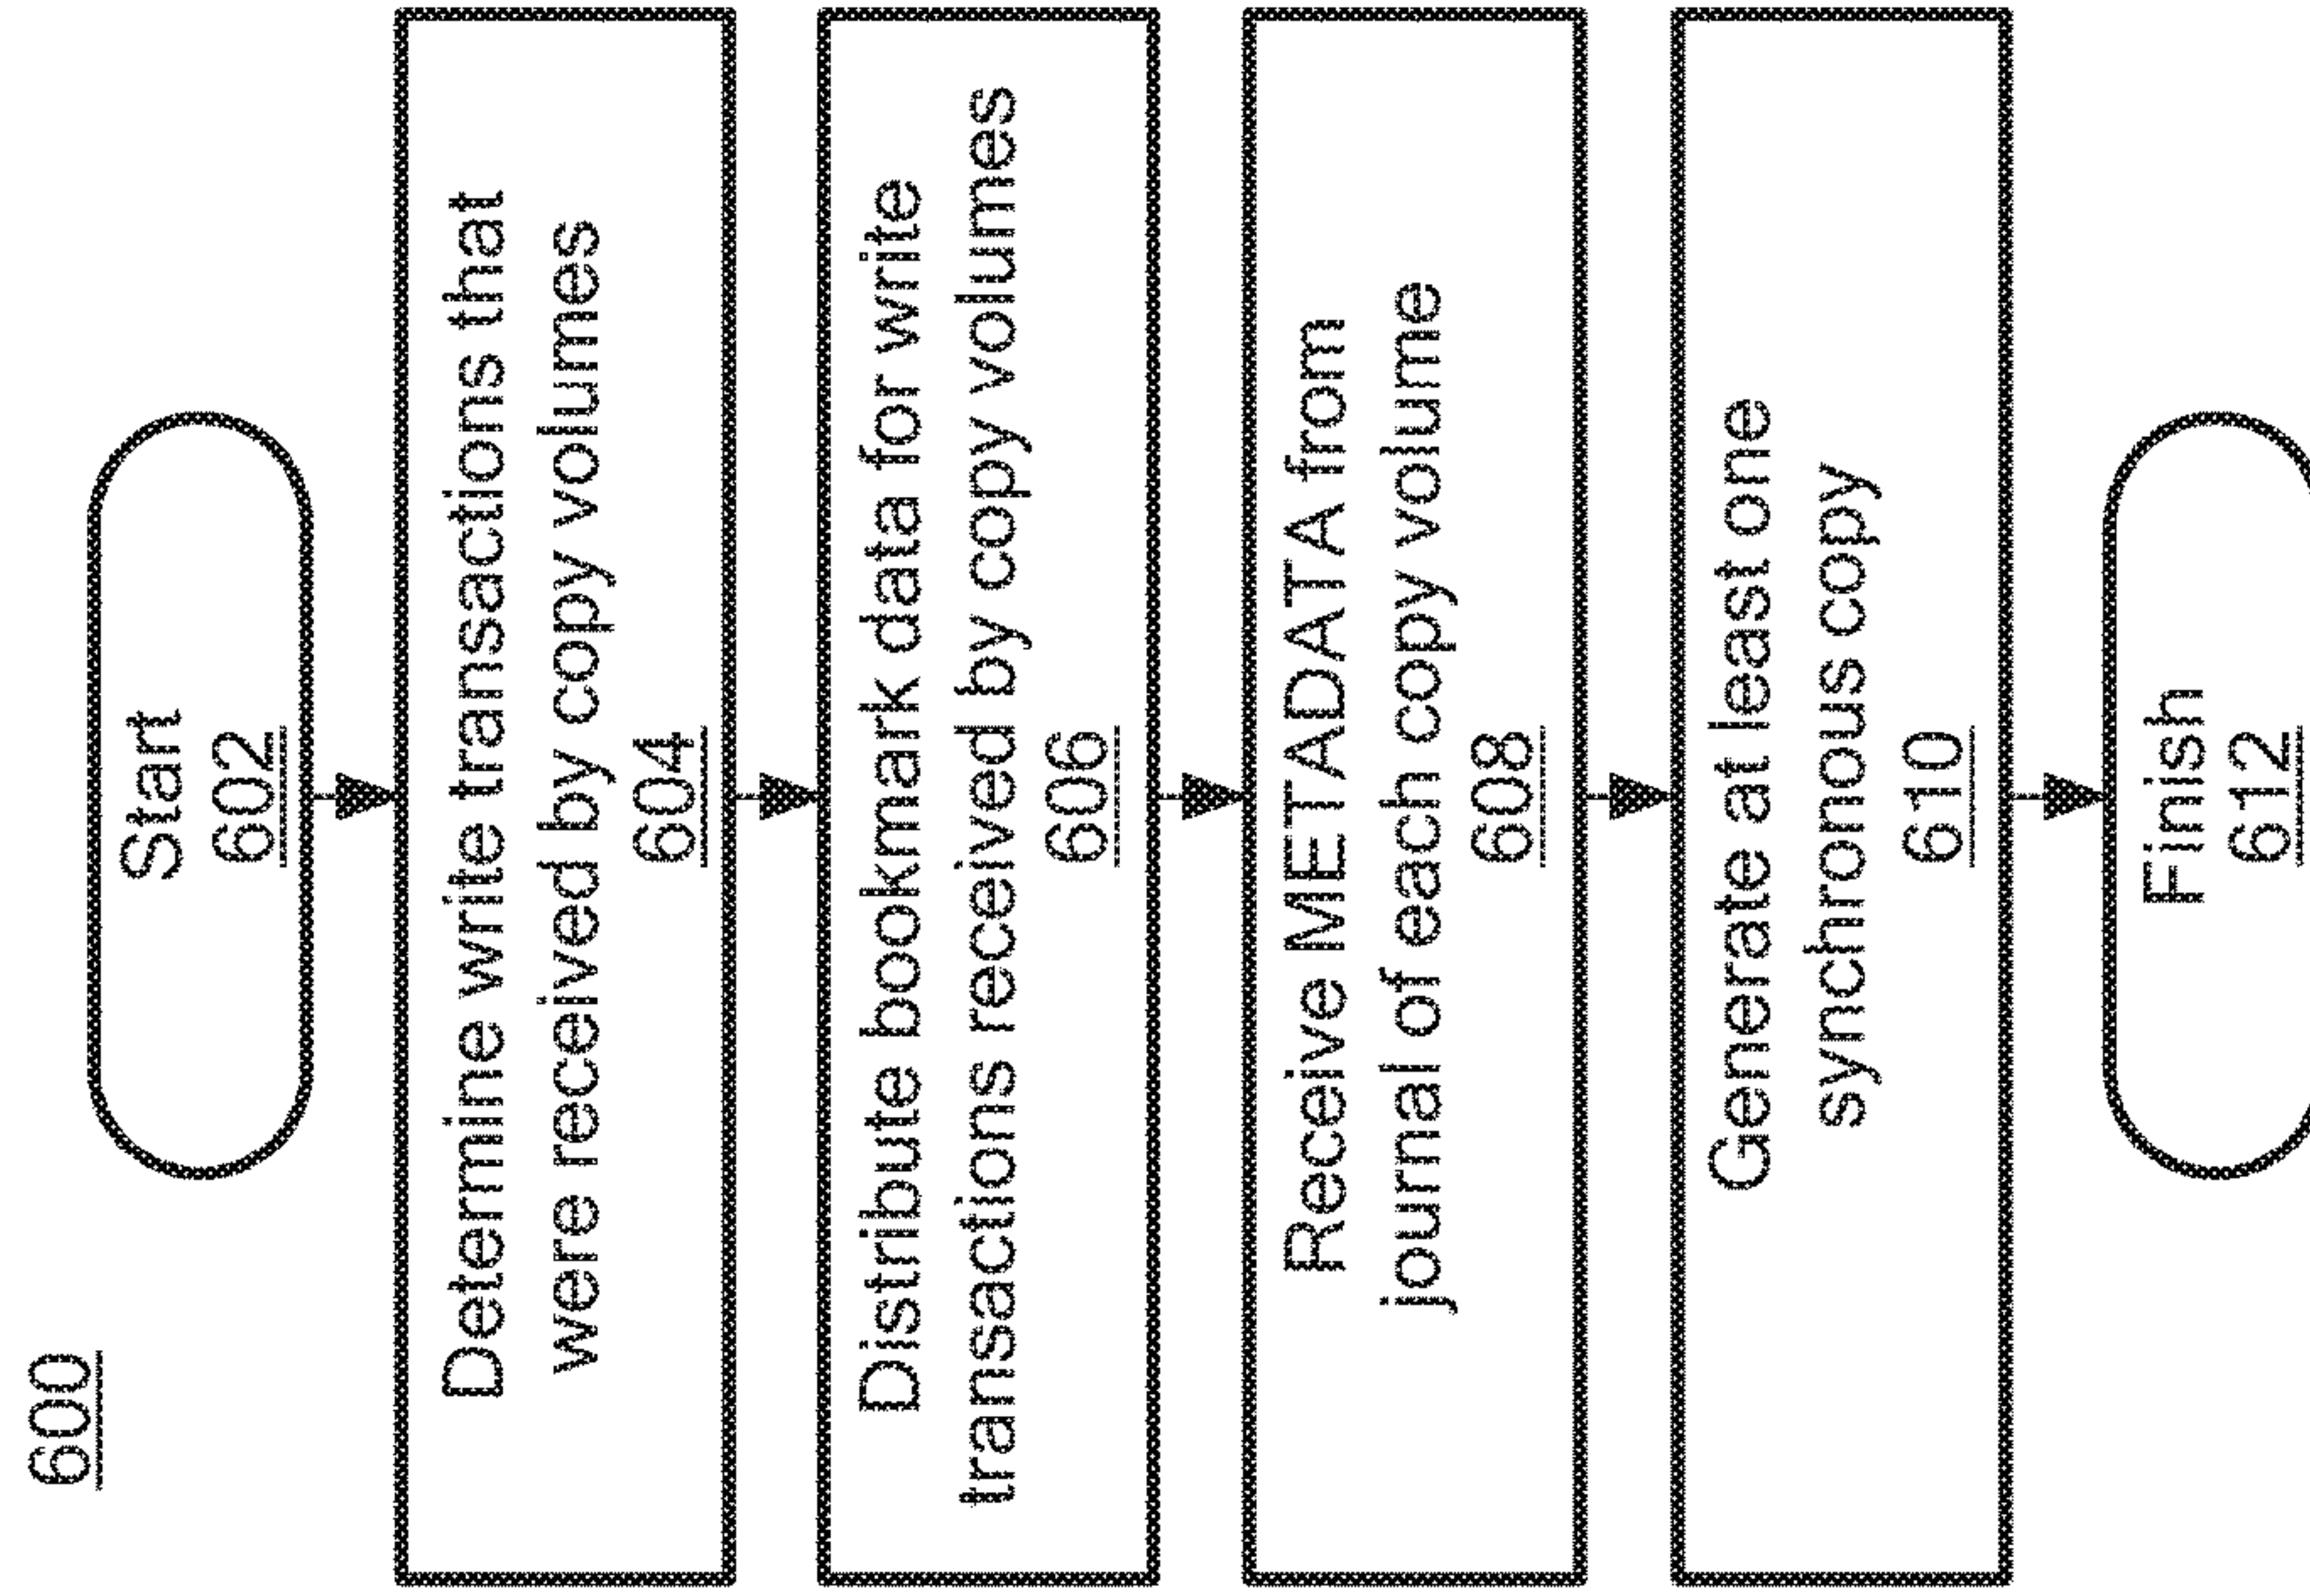 600
Start
602
Determine write transactions that
were received by copy volumes
604
Distribute bookmark data for write
transactions received by copy volumes
606
Receive METADATA from
journal of each copy volume
608
Generate at least one
synchronous copy
610
Finish
612